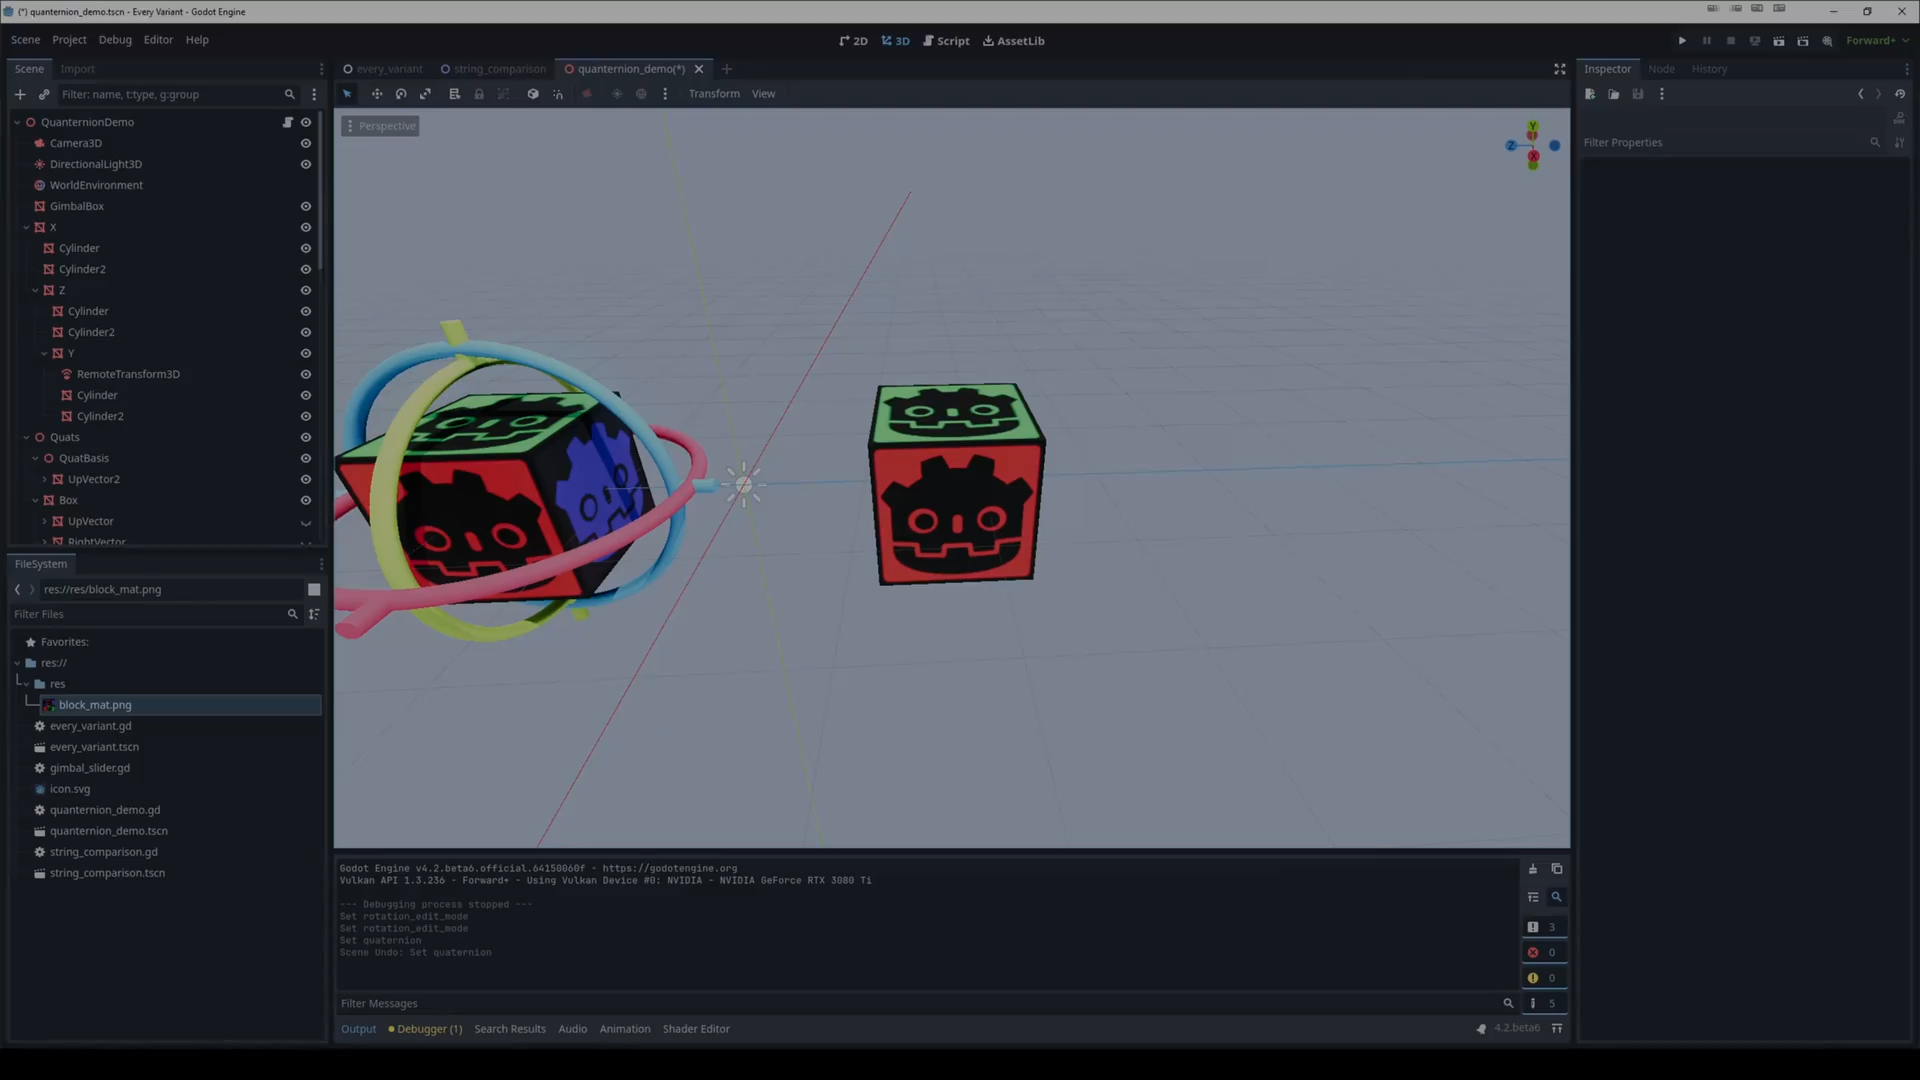 (*) quanternion_demo.tscn - Every Variant - Godot Engine
Scene Project Debug Editor Help
2D 3D Script AssetLib
Forward+
Scene Import
every_variant string_comparison quanternion_demo(*)
Inspector Node History
Filter: name, t:type, g:group
Transform View
QuanternionDemo
Perspective
Y
Z
X
Filter Properties
Camera3D
DirectionalLight3D
WorldEnvironment
GimbalBox
X
Cylinder
Cylinder2
Z
Cylinder
Cylinder2
Y
RemoteTransform3D
Cylinder
Cylinder2
Quats
QuatBasis
UpVector2
Box
UpVector
RightVector
FileSystem
res://res/block_mat.png
Filter Files
Favorites:
res://
res
block_mat.png
every_variant.gd
every_variant.tscn
gimbal_slider.gd
icon.svg
quanternion_demo.gd
quanternion_demo.tscn
string_comparison.gd
string_comparison.tscn
Godot Engine v4.2.beta6.official.64150060f - https://godotengine.org
Vulkan API 1.3.236 - Forward+ - Using Vulkan Device #0: NVIDIA - NVIDIA GeForce RTX 3080 Ti
--- Debugging process stopped ---
Set rotation_edit_mode
Set rotation_edit_mode
Set quaternion
Scene Undo: Set quaternion
3
0
0
5
Filter Messages
Output Debugger (1) Search Results Audio Animation Shader Editor
4.2.beta6